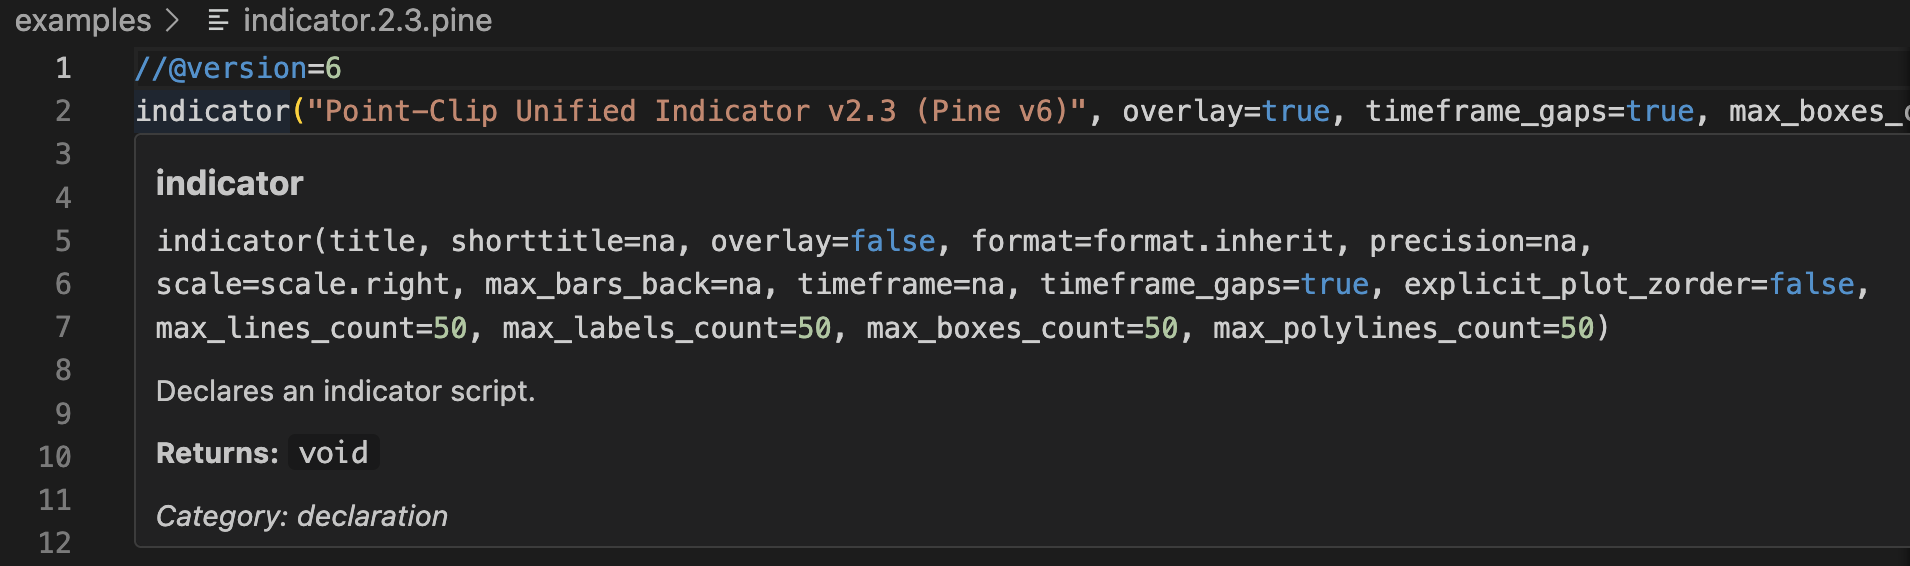 examples > indicator.2.3.pine
1 //@version=6
2 indicator("Point-Clip Unified Indicator v2.3 (Pine v6)", overlay=true, timeframe_gaps=true, max_boxes_
3
indicator
4
5 indicator(title, shorttitle=na, overlay=false, format=format.inherit, precision=na,
6 scale=scale.right, max_bars_back=na, timeframe=na, timeframe_gaps=true, explicit_plot_zorder=false,
7 max_lines_count=50, max_labels_count=50, max_boxes_count=50, max_polylines_count=50)
8
Declares an indicator script.
9
10 Returns: void
11
Category: declaration
12